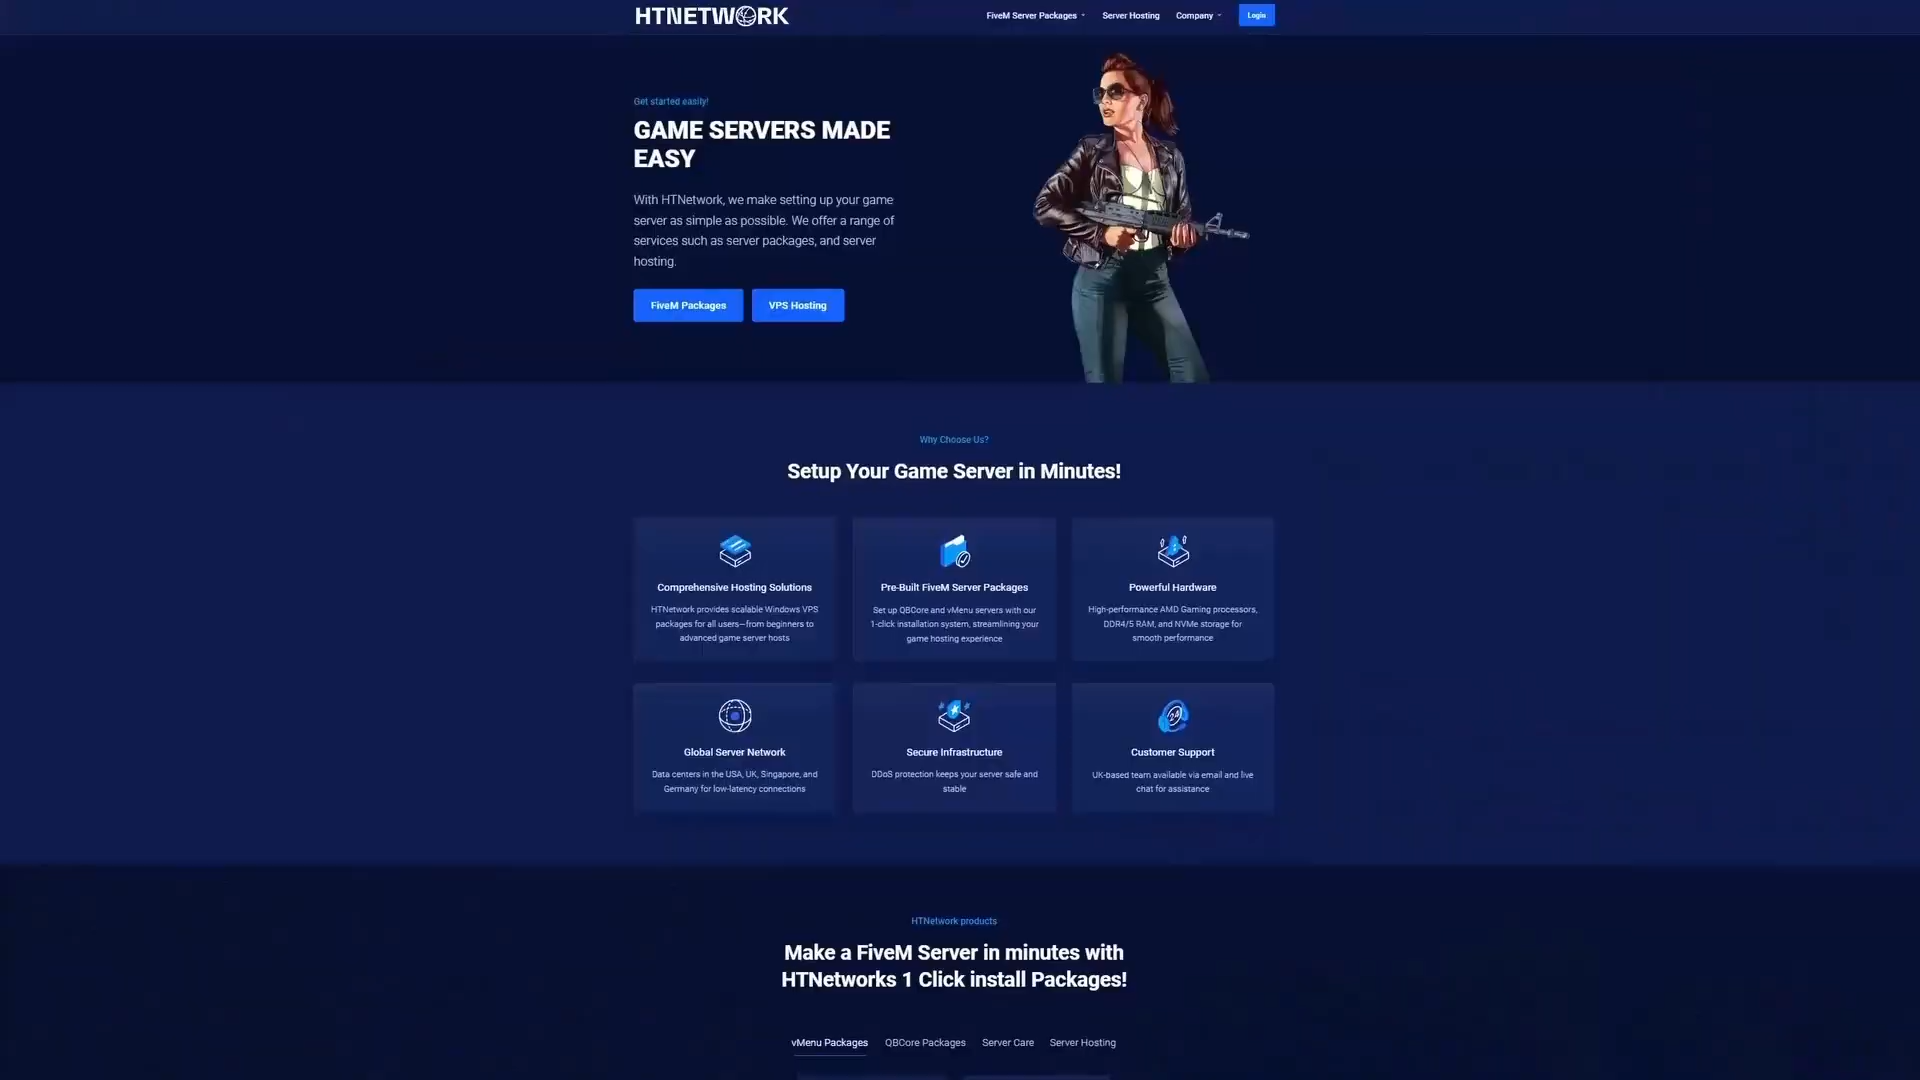 HTNETWORK
FiveM Server Packages
Server Hosting
Company
Login
Get started easily!
GAME SERVERS MADE
EASY
With HTNetwork, we make setting up your game
server as simple as possible. We offer a range of
services such as server packages, and server
hosting.
FiveM Packages
VPS Hosting
Why Choose Us?
Setup Your Game Server in Minutes!
Comprehensive Hosting Solutions
HTNetwork provides scalable Windows VPS
packages for all users—from beginners to
advanced game server hosts
Pre-Built FiveM Server Packages
Set up QBCore and vMenu servers with our
1-click installation system, streamlining your
game hosting experience
Powerful Hardware
High-performance AMD Gaming processors,
DDR4/5 RAM, and NVMe storage for
smooth performance
Global Server Network
Data centers in the USA, UK, Singapore, and
Germany for low-latency connections
Secure Infrastructure
DDoS protection keeps your server safe and
stable
24
Customer Support
UK-based team available via email and live
chat for assistance
HTNetwork products
Make a FiveM Server in minutes with
HTNetworks 1 Click install Packages!
vMenu Packages
QBCore Packages
Server Care
Server Hosting